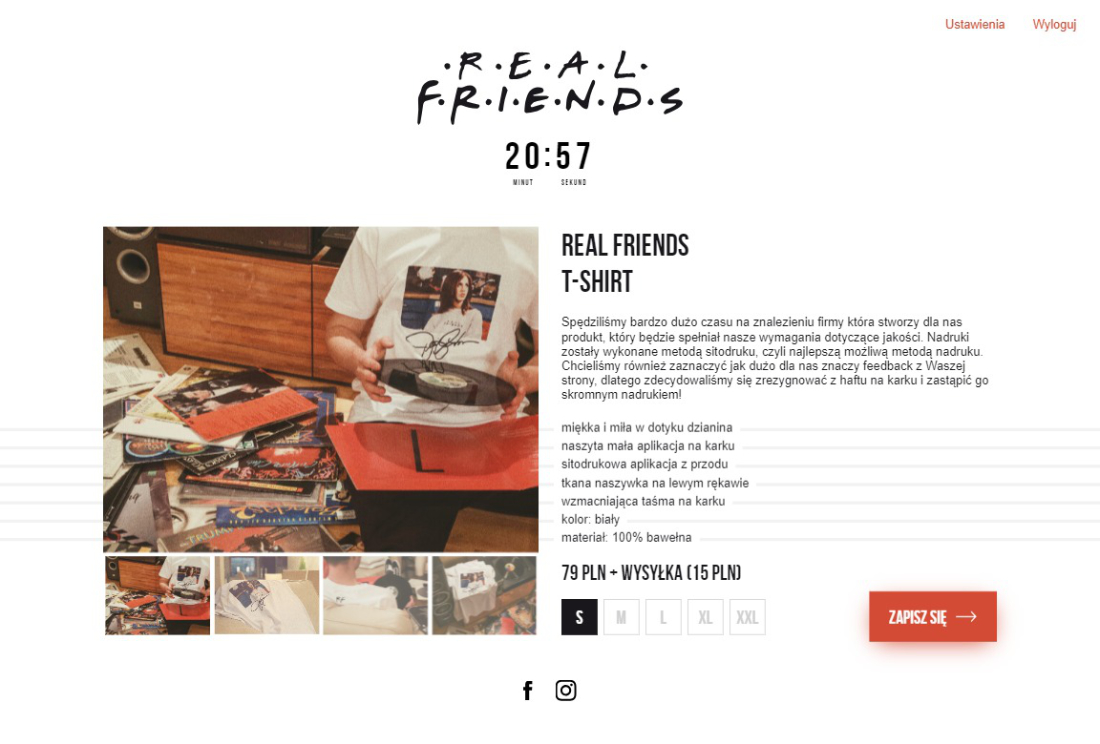 Ustawienia Wyloguj
·R·E·A·L·
F·R·I·E·N·D·S
20:57
MINUT SEKUND
REAL FRIENDS
T-SHIRT
Spędziliśmy bardzo dużo czasu na znalezieniu firmy która stworzy dla nas
produkt, który będzie spełniał nasze wymagania dotyczące jakości. Nadruki
zostały wykonane metodą sitodruku, czyli najlepszą możliwą metodą nadruku.
Chcieliśmy również zaznaczyć jak dużo dla nas znaczy feedback z Waszej
strony, dlatego zdecydowaliśmy się zrezygnować z haftu na karku i zastąpić go
skromnym nadrukiem!
miękka i miła w dotyku dzianina
naszyta mała aplikacja na karku
sitodrukowa aplikacja z przodu
tkana naszywka na lewym rękawie
wzmacniająca taśma na karku
kolor: biały
materiał: 100% bawełna
L
TRUM
79 PLN + WYSYŁKA (15 PLN)
S M L XL XXL
ZAPISZ SIĘ →